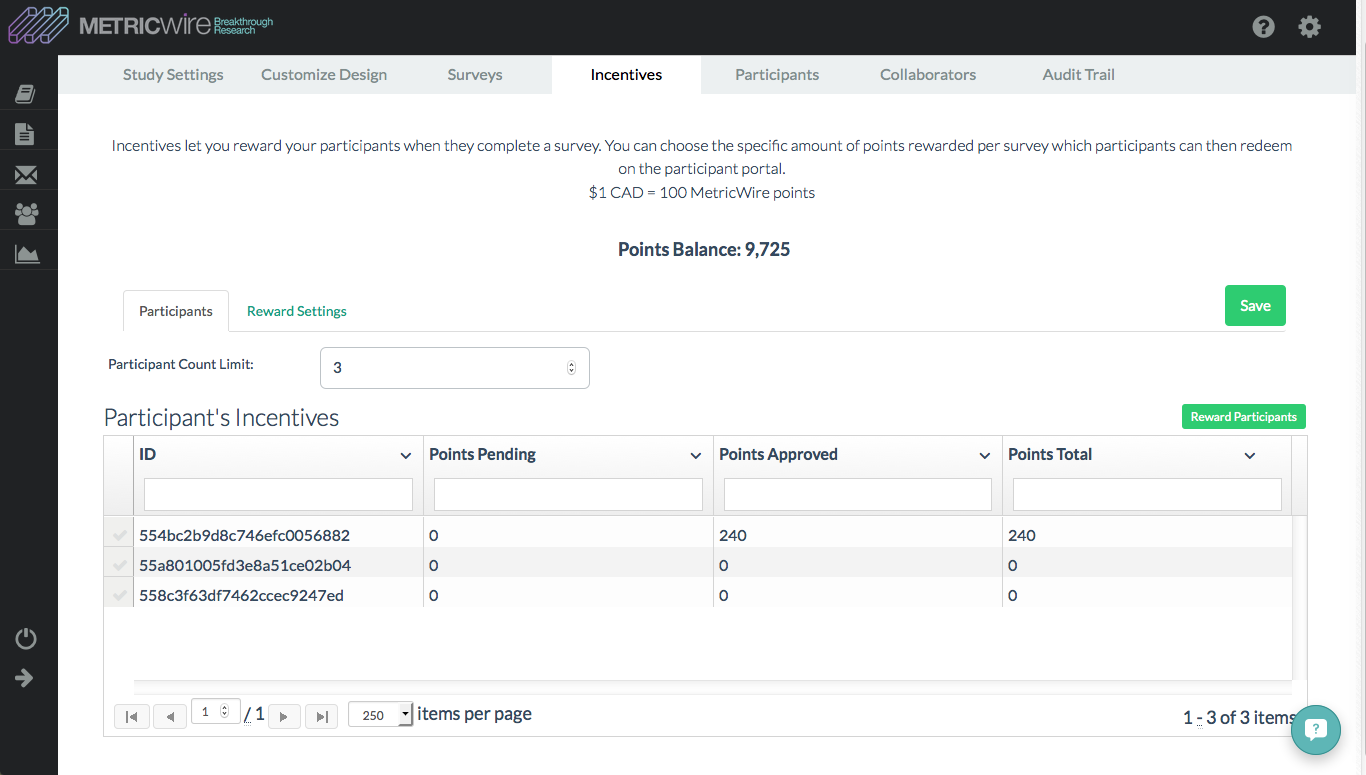 METRICWIRE Breakthrough
Research
Study Settings Customize Design Surveys Incentives Participants Collaborators Audit Trail
Incentives let you reward your participants when they complete a survey. You can choose the specific amount of points rewarded per survey which participants can then redeem
on the participant portal.
$1 CAD = 100 MetricWire points
Points Balance: 9,725
Participants Reward Settings Save
Participant Count Limit: 3
Participant's Incentives Reward Participants
ID Points Pending Points Approved Points Total
554bc2b9d8c746efc0056882 0 240 240
55a801005fd3e8a51ce02b04 0 0 0
558c3f63df7462ccec9247ed 0 0 0
1 / 1 250 items per page 1 - 3 of 3 items